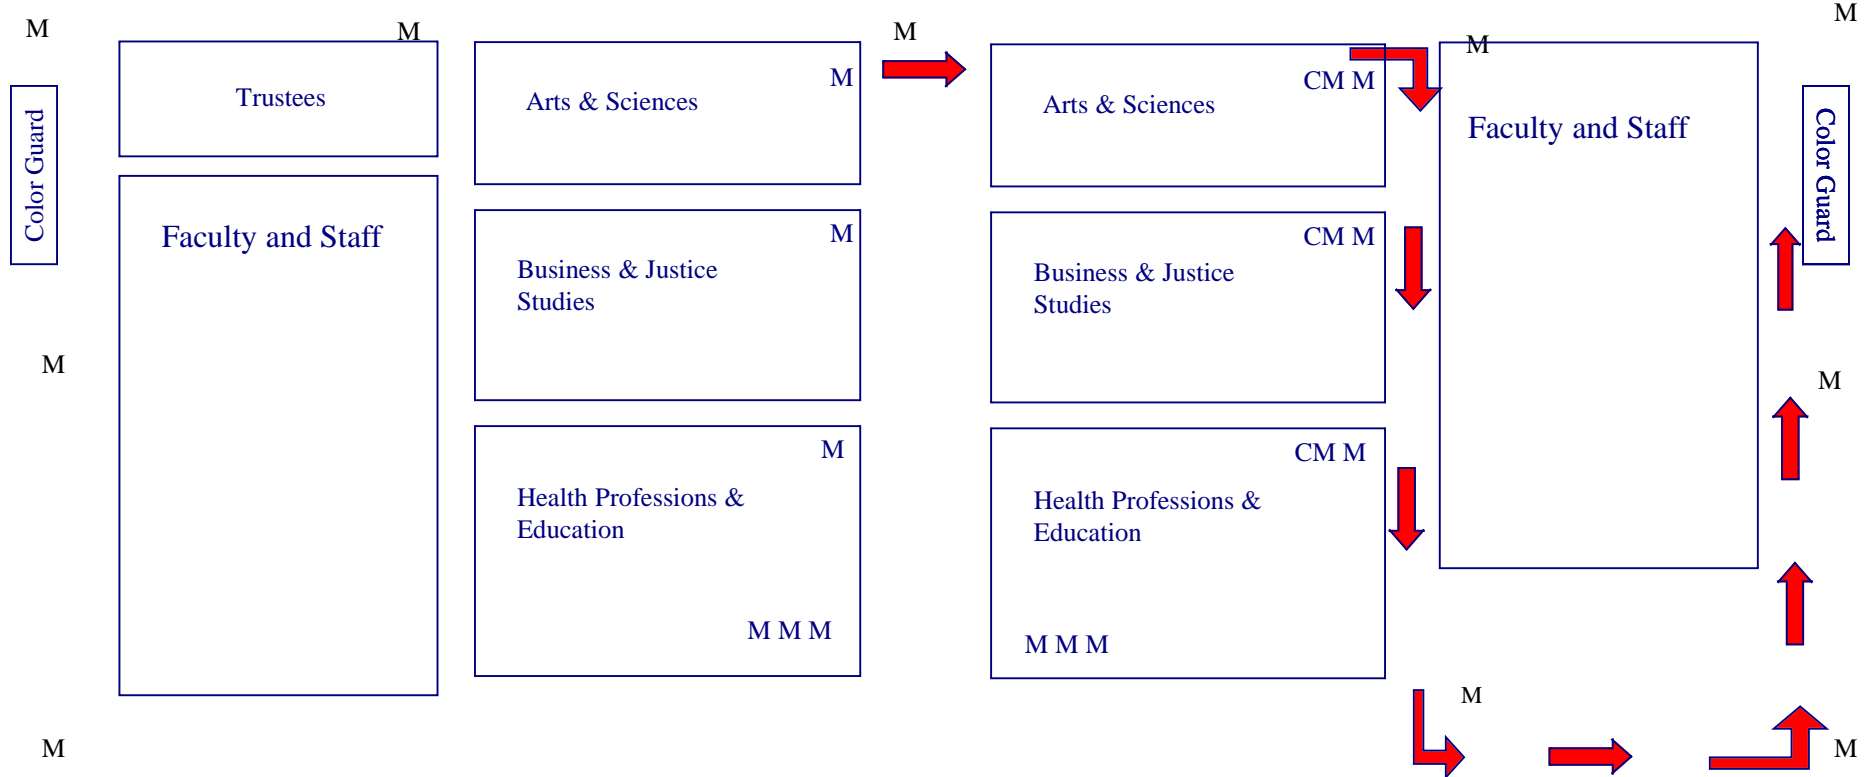 M
M
M
M
M
Color Guard
Trustees
Arts & Sciences
M
Arts & Sciences
CM M
Faculty and Staff
Color Guard
Faculty and Staff
Business & Justice
Studies
M
Business & Justice
Studies
CM M
M
M
Health Professions &
Education
M
M M M
Health Professions &
Education
CM M
M M M
M
M
M